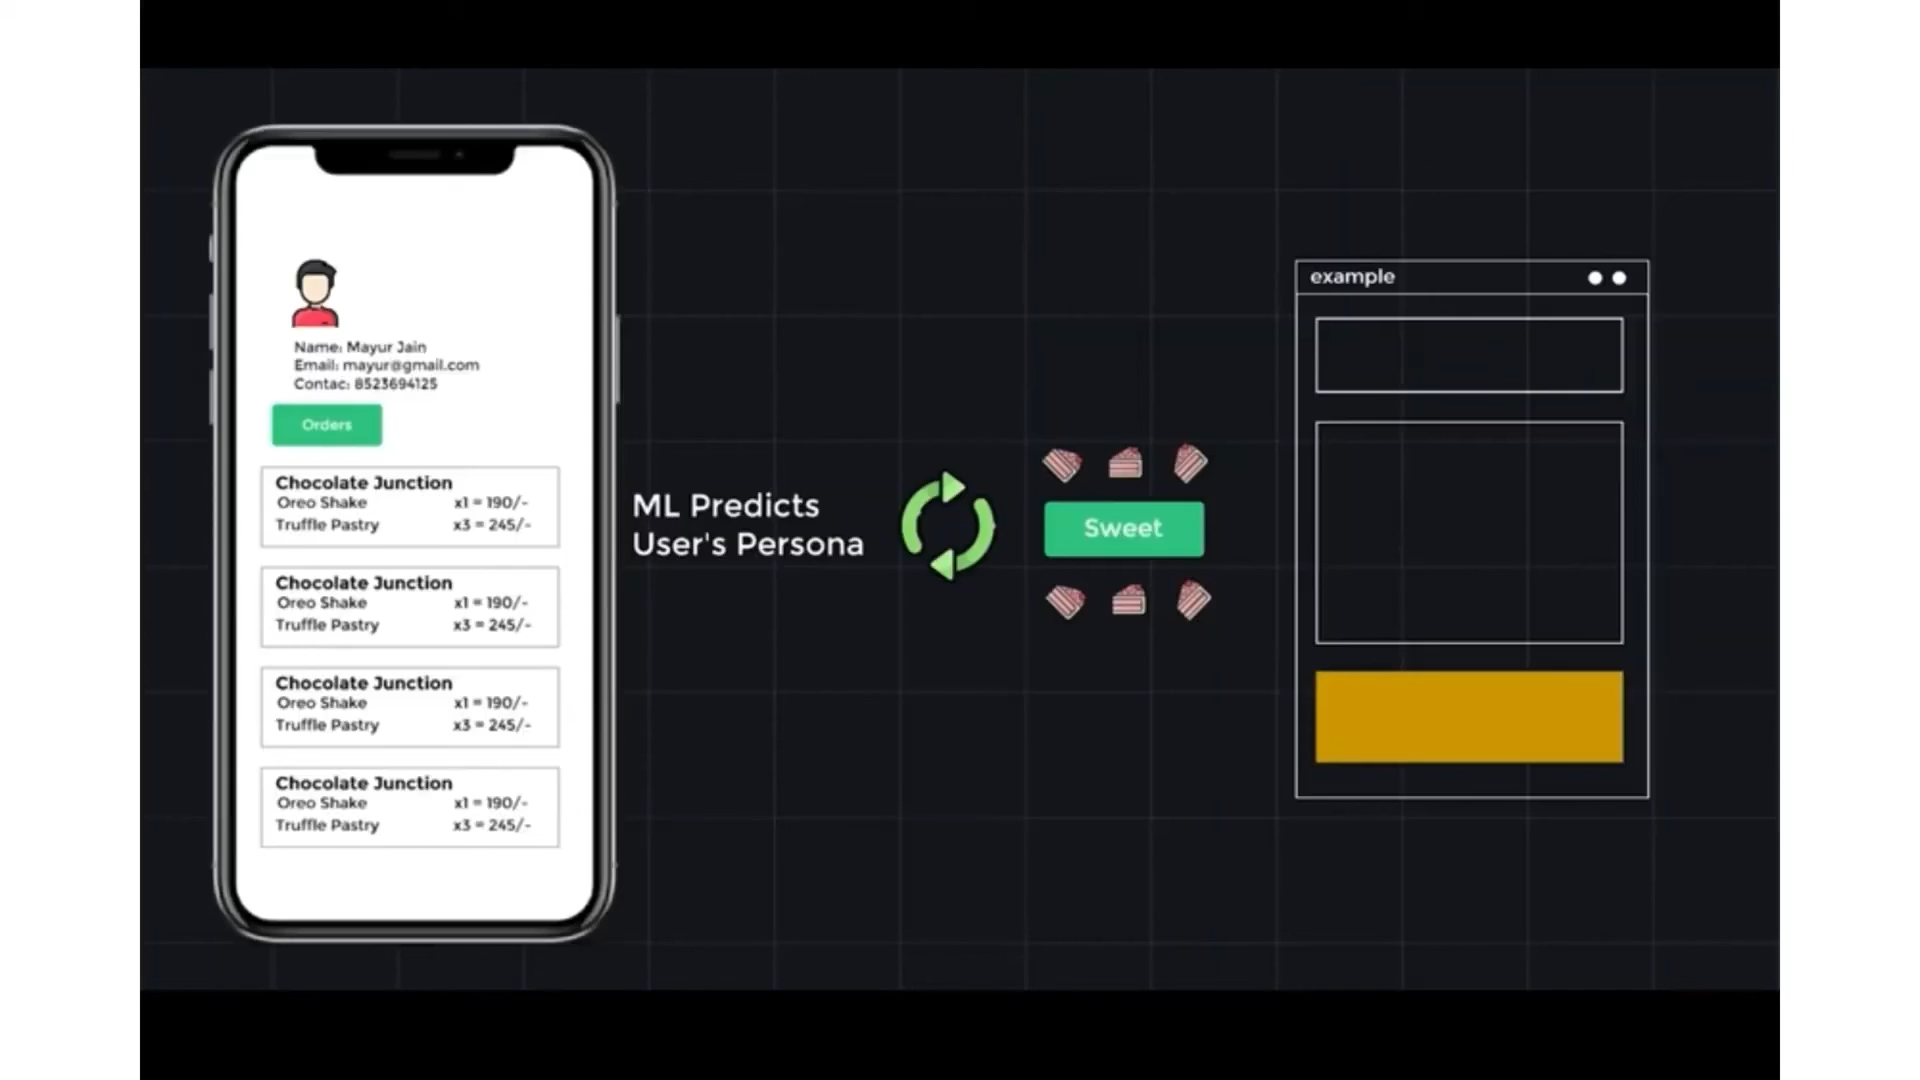 Name: Mayur Jain
Email: mayur@gmail.com
Contac: 8523694125
Orders
Chocolate Junction
Oreo Shake x1 = 190/-
Truffle Pastry x3 = 245/-
Chocolate Junction
Oreo Shake x1 = 190/-
Truffle Pastry x3 = 245/-
Chocolate Junction
Oreo Shake x1 = 190/-
Truffle Pastry x3 = 245/-
Chocolate Junction
Oreo Shake x1 = 190/-
Truffle Pastry x3 = 245/-
ML Predicts
User's Persona
Sweet
example